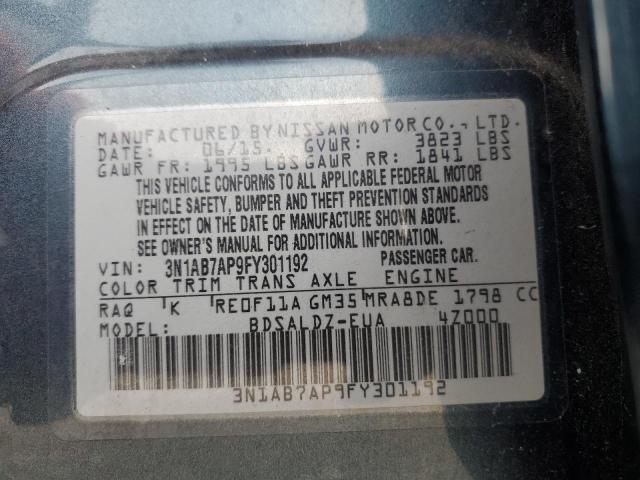 MANUFACTURED BY NISSAN MOTOR CO., LTD.
DATE: 06/15 GVWR: 3823 LBS
GAWR FR: 1995 LBS GAWR RR: 1841 LBS
THIS VEHICLE CONFORMS TO ALL APPLICABLE FEDERAL MOTOR
VEHICLE SAFETY, BUMPER AND THEFT PREVENTION STANDARDS
IN EFFECT ON THE DATE OF MANUFACTURE SHOWN ABOVE.
SEE OWNER'S MANUAL FOR ADDITIONAL INFORMATION.
VIN: 3N1AB7AP9FY301192 PASSENGER CAR.
COLOR TRIM TRANS AXLE ENGINE
RAQ K RE0F11A GM35 MRA8DE 1798 CC
MODEL: BDSALDZ-EUA 4Z000
3N1AB7AP9FY301192